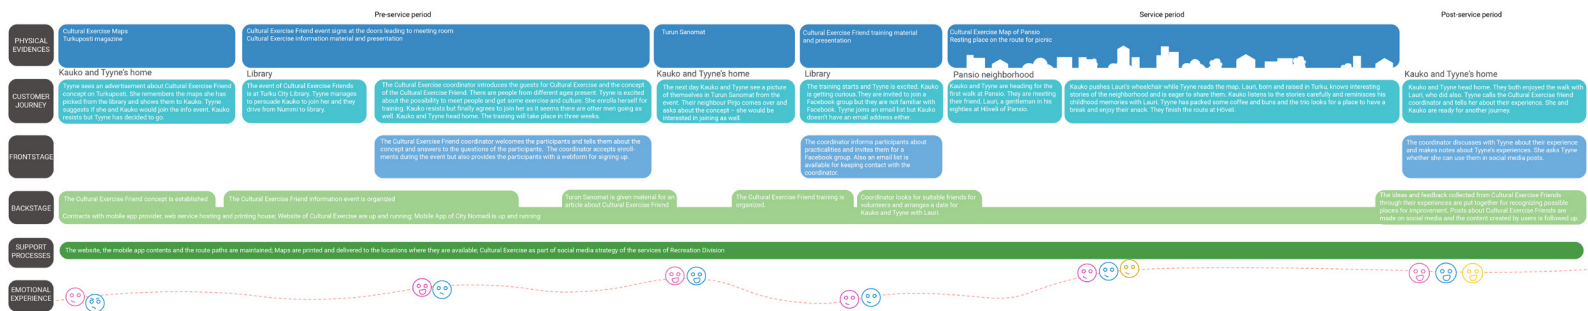 Pre-service period
Service period
Post-service period
PHYSICAL
EVIDENCES
Cultural Exercise Maps
Turkuposti magazine
Cultural Exercise Friend event signs at the doors leading to meeting room
Cultural Exercise information material and presentation
Turun Sanomat
Cultural Exercise Friend training material
and presentation
Cultural Exercise Map of Pansio
Resting place on the route for picnic
CUSTOMER
JOURNEY
Kauko and Tyyne's home
Tyyne sees an advertisement about Cultural Exercise Friend
concept on Turkuposti. She remembers the maps she has
picked from the library and shows them to Kauko. Tyyne
suggests if she and Kauko would join the info event. Kauko
resists but Tyyne has decided to go.
Library
The event of Cultural Exercise Friends
is at Turku City Library. Tyyne manages
to persuade Kauko to join her and they
drive from Nummi to library.
The Cultural Exercise coordinator introduces the guests for Cultural Exercise and the concept
of the Cultural Exercise Friend. There are people from different ages present. Tyyne is excited
about the possibility to meet people and get some exercise and culture. She enrolls herself for
training. Kauko resists but finally agrees to join her as it seems there are other men going as
well. Kauko and Tyyne head home. The training will take place in three weeks.
Kauko and Tyyne's home
The next day Kauko and Tyyne see a picture
of themselves in Turun Sanomat from the
event. Their neighbour Pirjo comes over and
asks about the concept – she would be
interested in joining as well.
Library
The training starts and Tyyne is excited. Kauko
is getting curious. They are invited to join a
Facebook group but they are not familiar with
Facebook. Tyyne joins an email list but Kauko
doesn't have an email address either.
Pansio neighborhood
Kauko and Tyyne are heading for the
first walk at Pansio. They are meeting
their friend, Lauri, a gentleman in his
eighties at Höveli of Pansio.
Kauko pushes Lauri's wheelchair while Tyyne reads the map. Lauri, born and raised in Turku, knows interesting
stories of the neighborhood and is eager to share them. Kauko listens to the stories carefully and reminisces his
childhood memories with Lauri. Tyyne has packed some coffee and buns and the trio looks for a place to have a
break and enjoy their snack. They finish the route at Höveli.
Kauko and Tyyne's home
Kauko and Tyyne head home. They both enjoyed the walk with
Lauri, who did also. Tyyne calls the Cultural Exercise friend
coordinator and tells her about their experience. She and
Kauko are ready for another journey.
FRONTSTAGE
The Cultural Exercise Friend coordinator welcomes the participants and tells them about the
concept and answers to the questions of the participants. The coordinator accepts enroll-
ments during the event but also provides the participants with a webform for signing up.
The coordinator informs participants about
practicalities and invites them for a
Facebook group. Also an email list is
available for keeping contact with the
coordinator.
The coordinator discusses with Tyyne about their experience
and makes notes about Tyyne's experiences. She asks Tyyne
whether she can use them in social media posts.
BACKSTAGE
The Cultural Exercise Friend concept is established
The Cultural Exercise Friend information event is organized
Turun Sanomat is given material for an
article about Cultural Exercise Friend
The Cultural Exercise Friend training is
organized.
Coordinator looks for suitable friends for
volunteers and arranges a date for
Kauko and Tyyne with Lauri.
The ideas and feedback collected from Cultural Exercise Friends
through their experiences are put together for recognizing possible
places for improvement. Posts about Cultural Exercise Friends are
made on social media and the content created by users is followed up.
Contracts with mobile app provider, web service hosting and printing house; Website of Cultural Exercise are up and running; Mobile App of City Nomadi is up and running
SUPPORT
PROCESSES
The website, the mobile app contents and the route paths are maintained; Maps are printed and delivered to the locations where they are available; Cultural Exercise as part of social media strategy of the services of Recreation Division
EMOTIONAL
EXPERIENCE